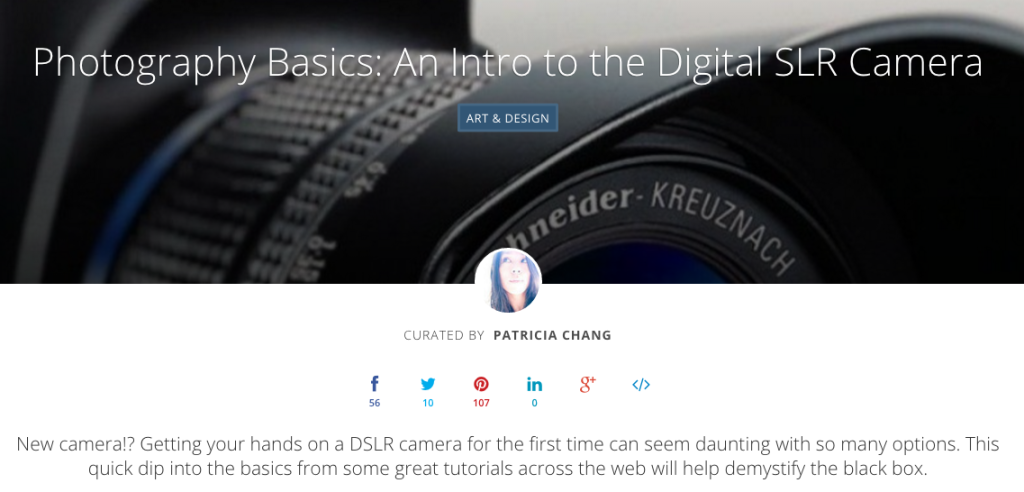 Photography Basics: An Intro to the Digital SLR Camera
ART & DESIGN
hneider-KREUZNACH
CURATED BY PATRICIA CHANG
56 10 107 0
New camera!? Getting your hands on a DSLR camera for the first time can seem daunting with so many options. This
quick dip into the basics from some great tutorials across the web will help demystify the black box.